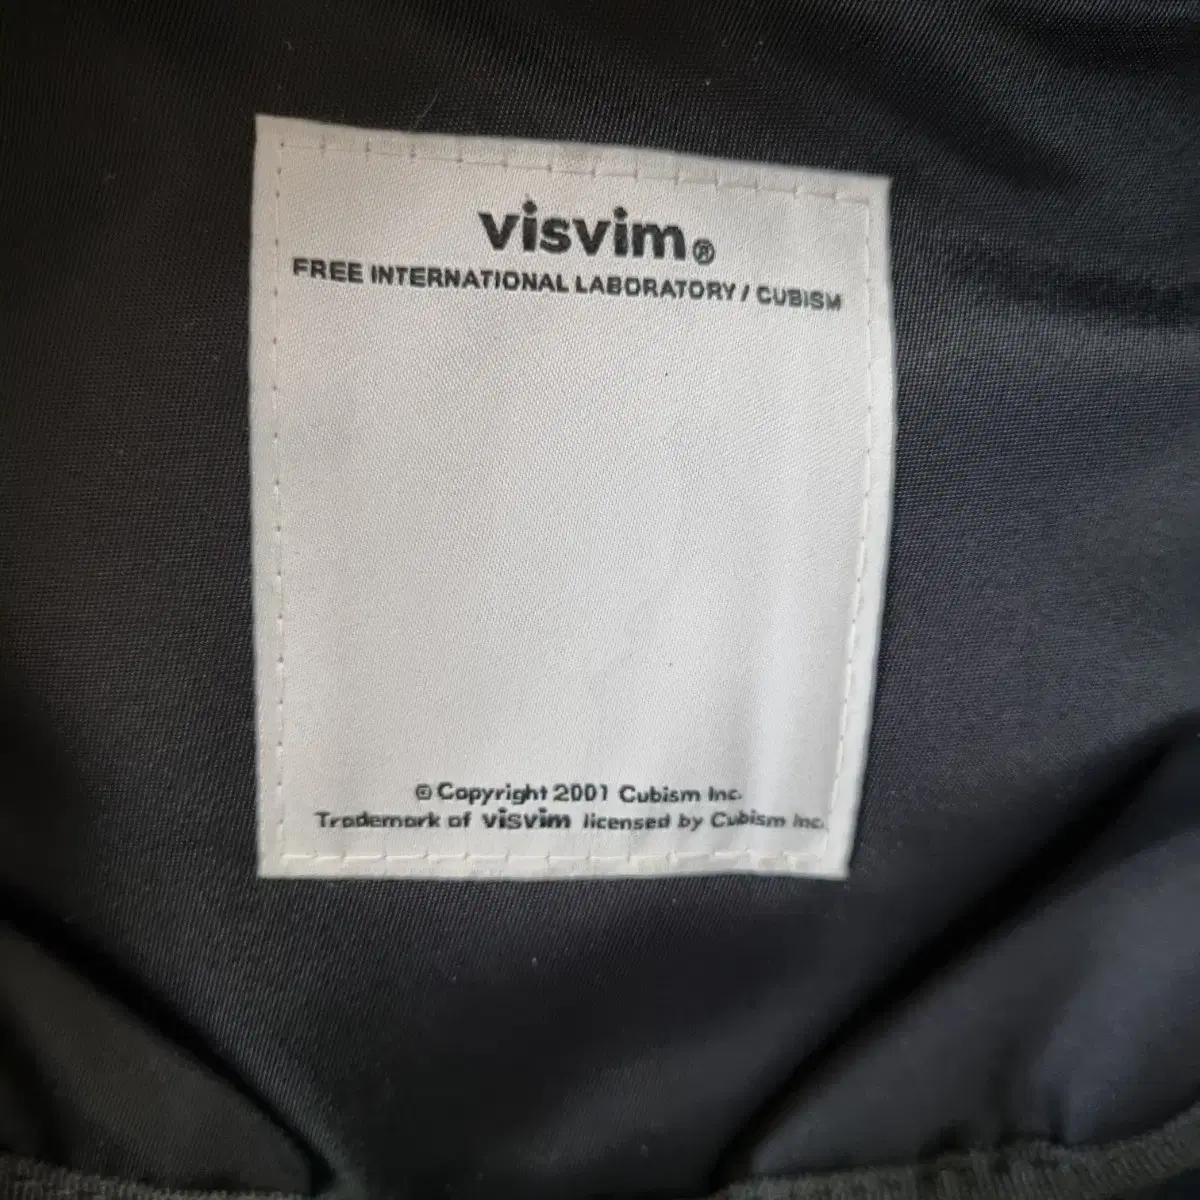 visvim®
FREE INTERNATIONAL LABORATORY / CUBISM
© Copyright 2001 Cubism Inc.
Trademark of visvim licensed by Cubism Inc.